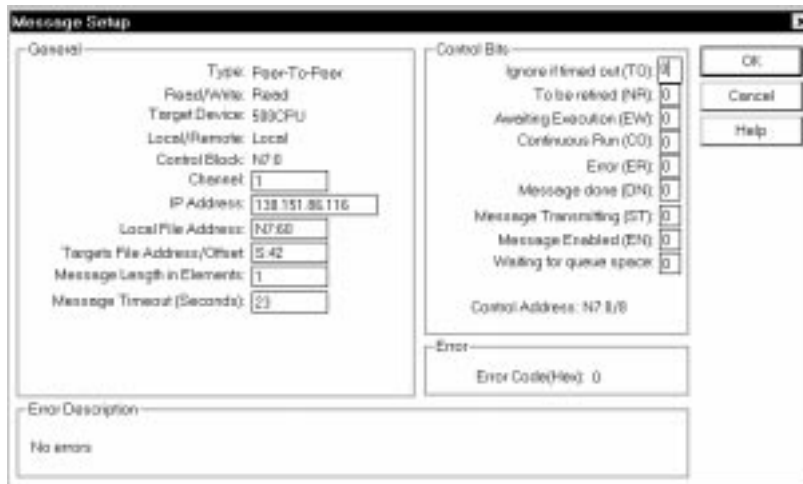 Message Setup
General
Type: Peer-To-Peer
Read/Write: Read
Target Device: 500CPU
Local/Remote: Local
Control Block: N7:0
Channel: 1
IP Address: 138.151.86.116
Local File Address: N7:60
Targets File Address/Offset S:42
Message Length in Elements: 1
Message Timeout (Seconds): 23
Control Bits
Ignore if timed out (TO): 0
To be retired (NR): 0
Awaiting Execution (EW): 0
Continuous Run (CO): 0
Error (ER): 0
Message done (DN): 0
Message Transmitting (ST): 0
Message Enabled (EN): 0
Waiting for queue space: 0
Control Address: N7:0/8
Error
Error Code(Hex): 0
Error Description
No errors
OK
Cancel
Help